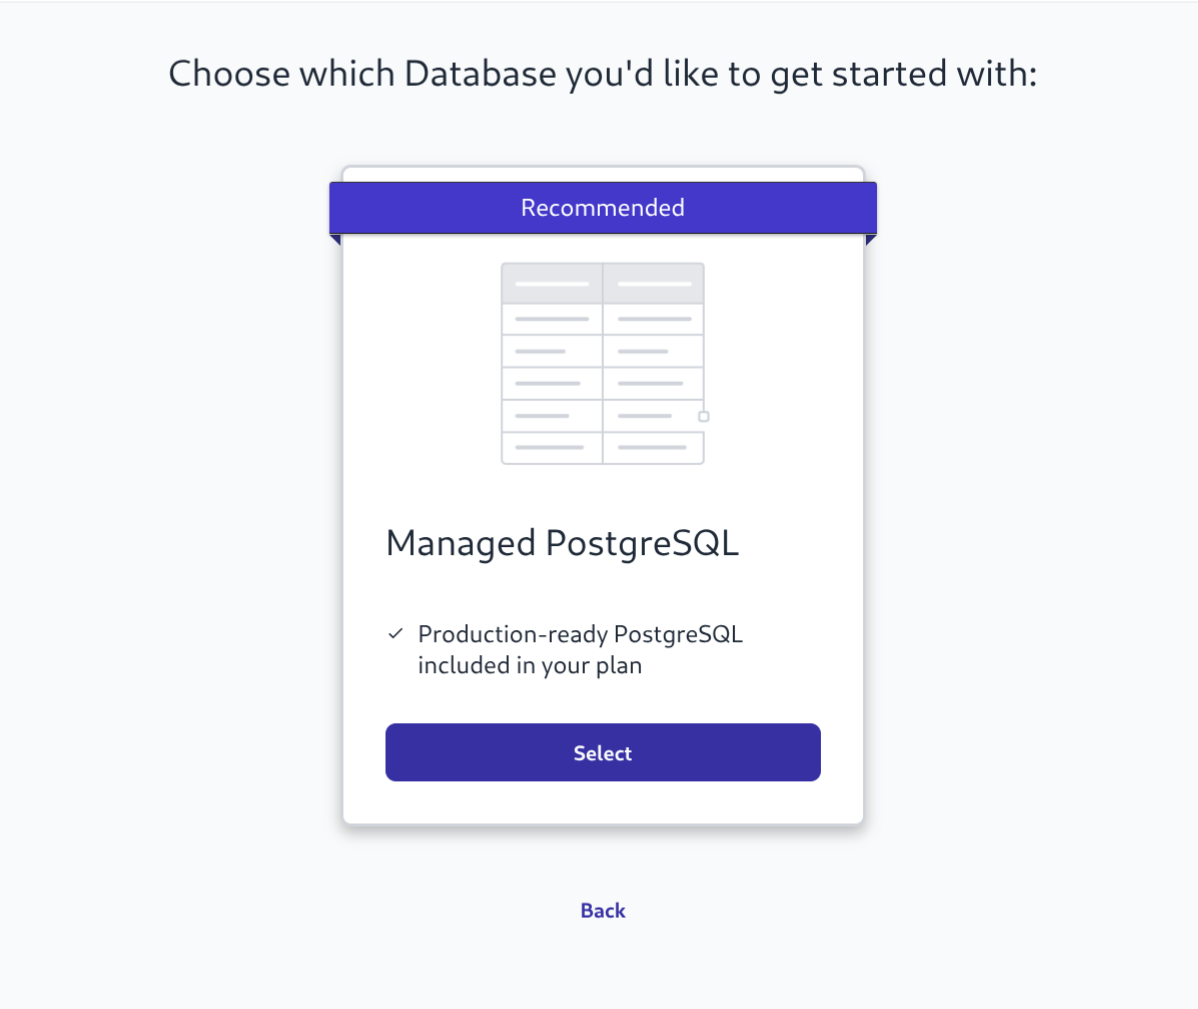 Choose which Database you'd like to get started with:
Recommended
Managed PostgreSQL
Production-ready PostgreSQL
included in your plan
Select
Back